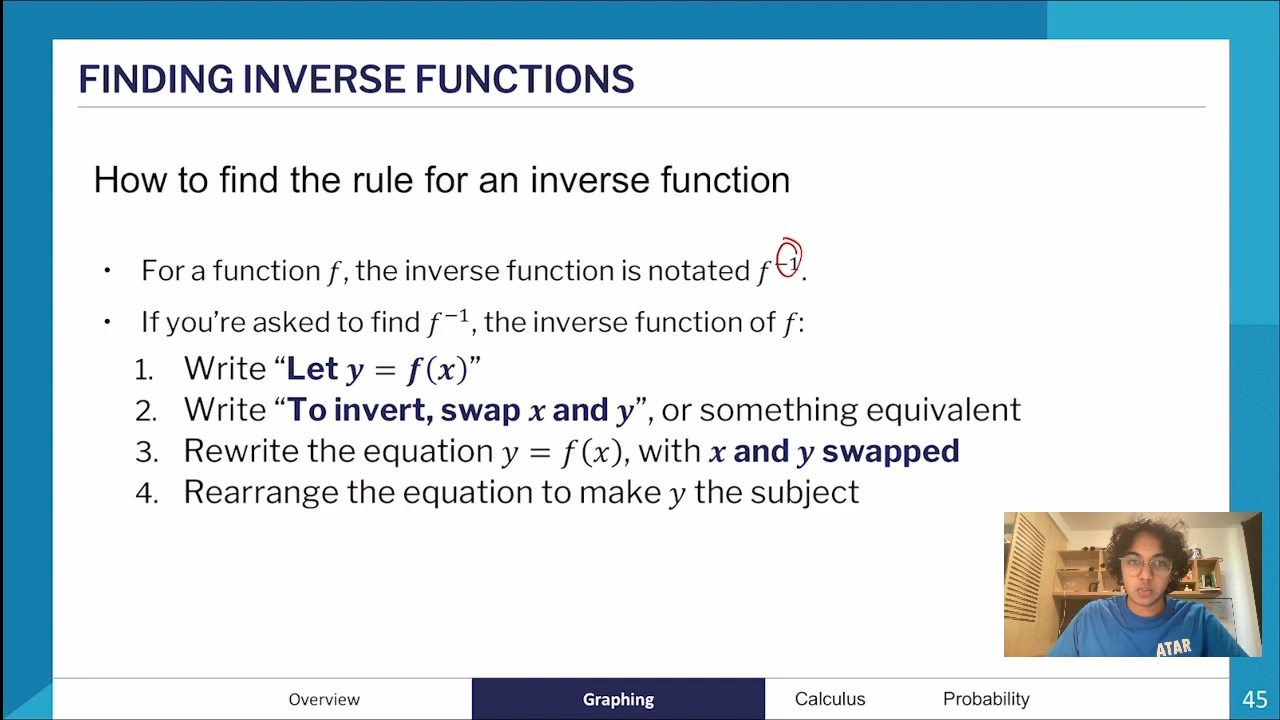 FINDING INVERSE FUNCTIONS
How to find the rule for an inverse function
• For a function f, the inverse function is notated f⁻¹.
• If you’re asked to find f⁻¹, the inverse function of f:
1. Write “Let y = f(x)”
2. Write “To invert, swap x and y”, or something equivalent
3. Rewrite the equation y = f(x), with x and y swapped
4. Rearrange the equation to make y the subject
ATAR
Overview Graphing Calculus Probability 45